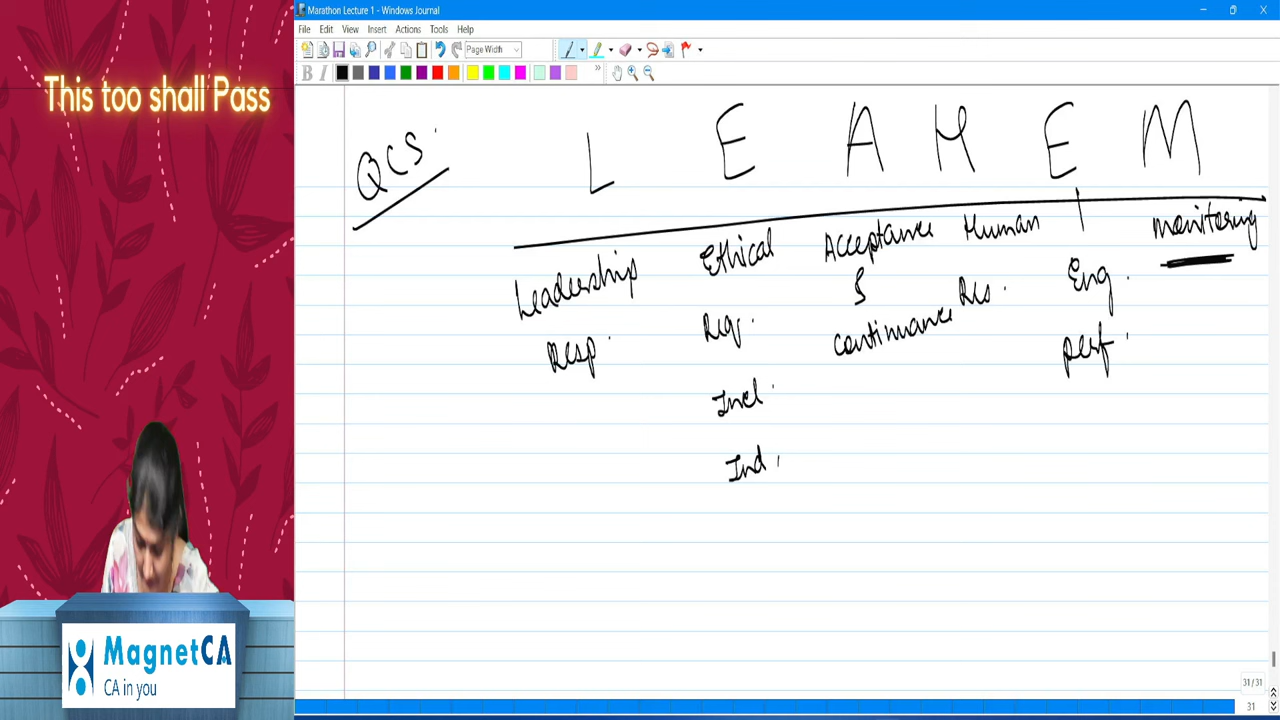 Marathon Lecture 1 - Windows Journal
File Edit View Insert Actions Tools Help
Page Width
B I
This too shall Pass
QCS.
L E A H E M
Leadership Ethical Acceptance Human Eng. monitoring
Resp. Req. & Res. Perf.
Incl. continuance
Ind.
MagnetCA
CA in you
31/31
31